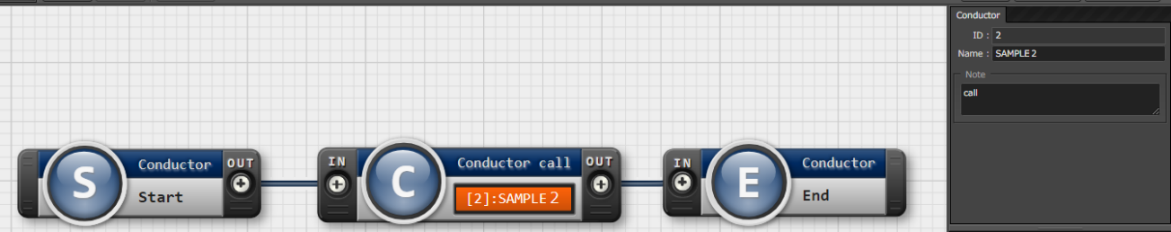 S
Conductor
OUT
Start
IN
C
Conductor call
OUT
[2]:SAMPLE 2
IN
E
Conductor
End
Conductor
ID : 2
Name : SAMPLE 2
Note
call